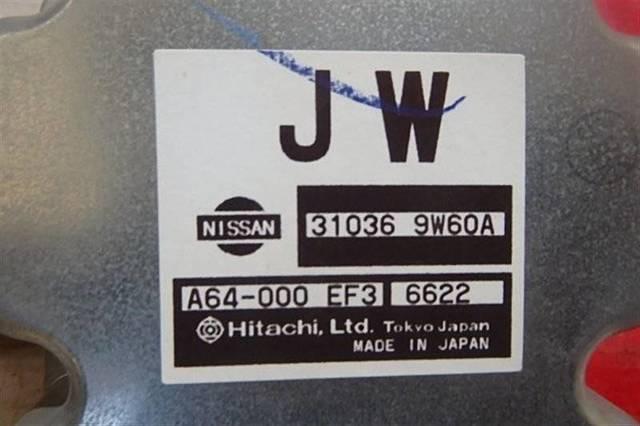 JW
NISSAN 31036 9W60A
A64-000 EF3 6622
Hitachi, Ltd. Tokyo Japan
MADE IN JAPAN